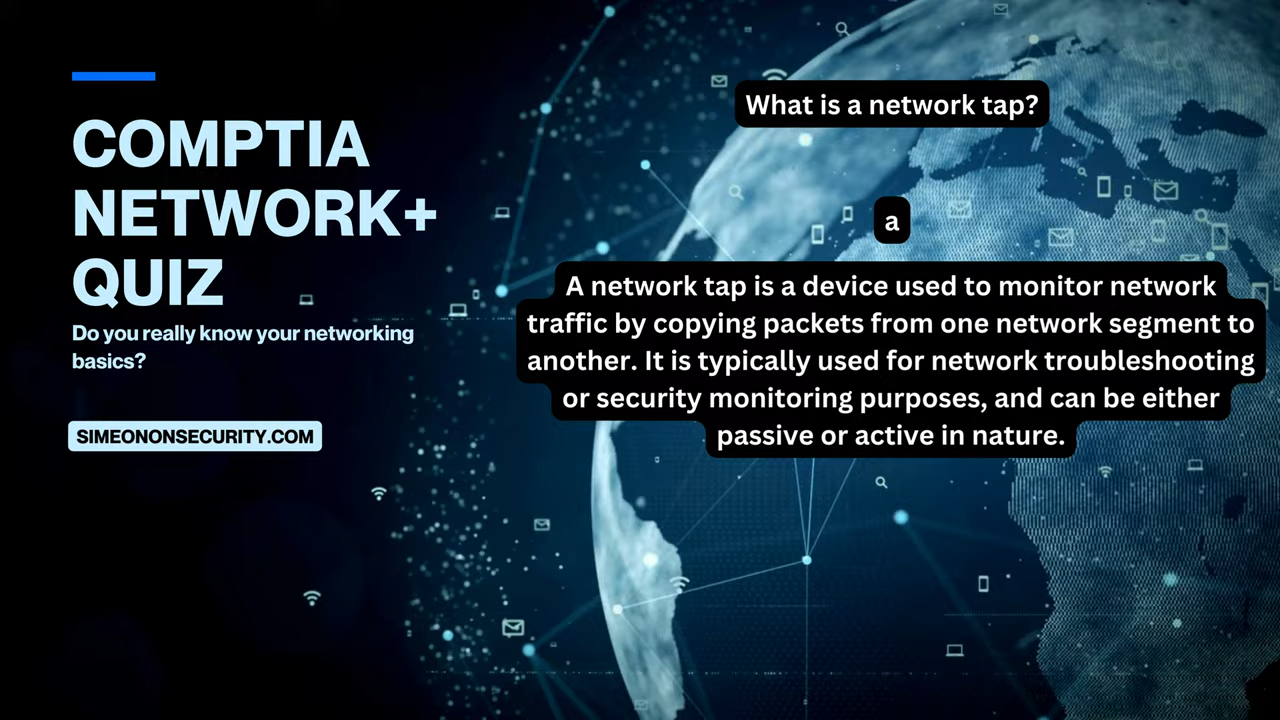 COMPTIA
NETWORK+
QUIZ
Do you really know your networking
basics?
SIMEONONSECURITY.COM
What is a network tap?
a
A network tap is a device used to monitor network
traffic by copying packets from one network segment to
another. It is typically used for network troubleshooting
or security monitoring purposes, and can be either
passive or active in nature.